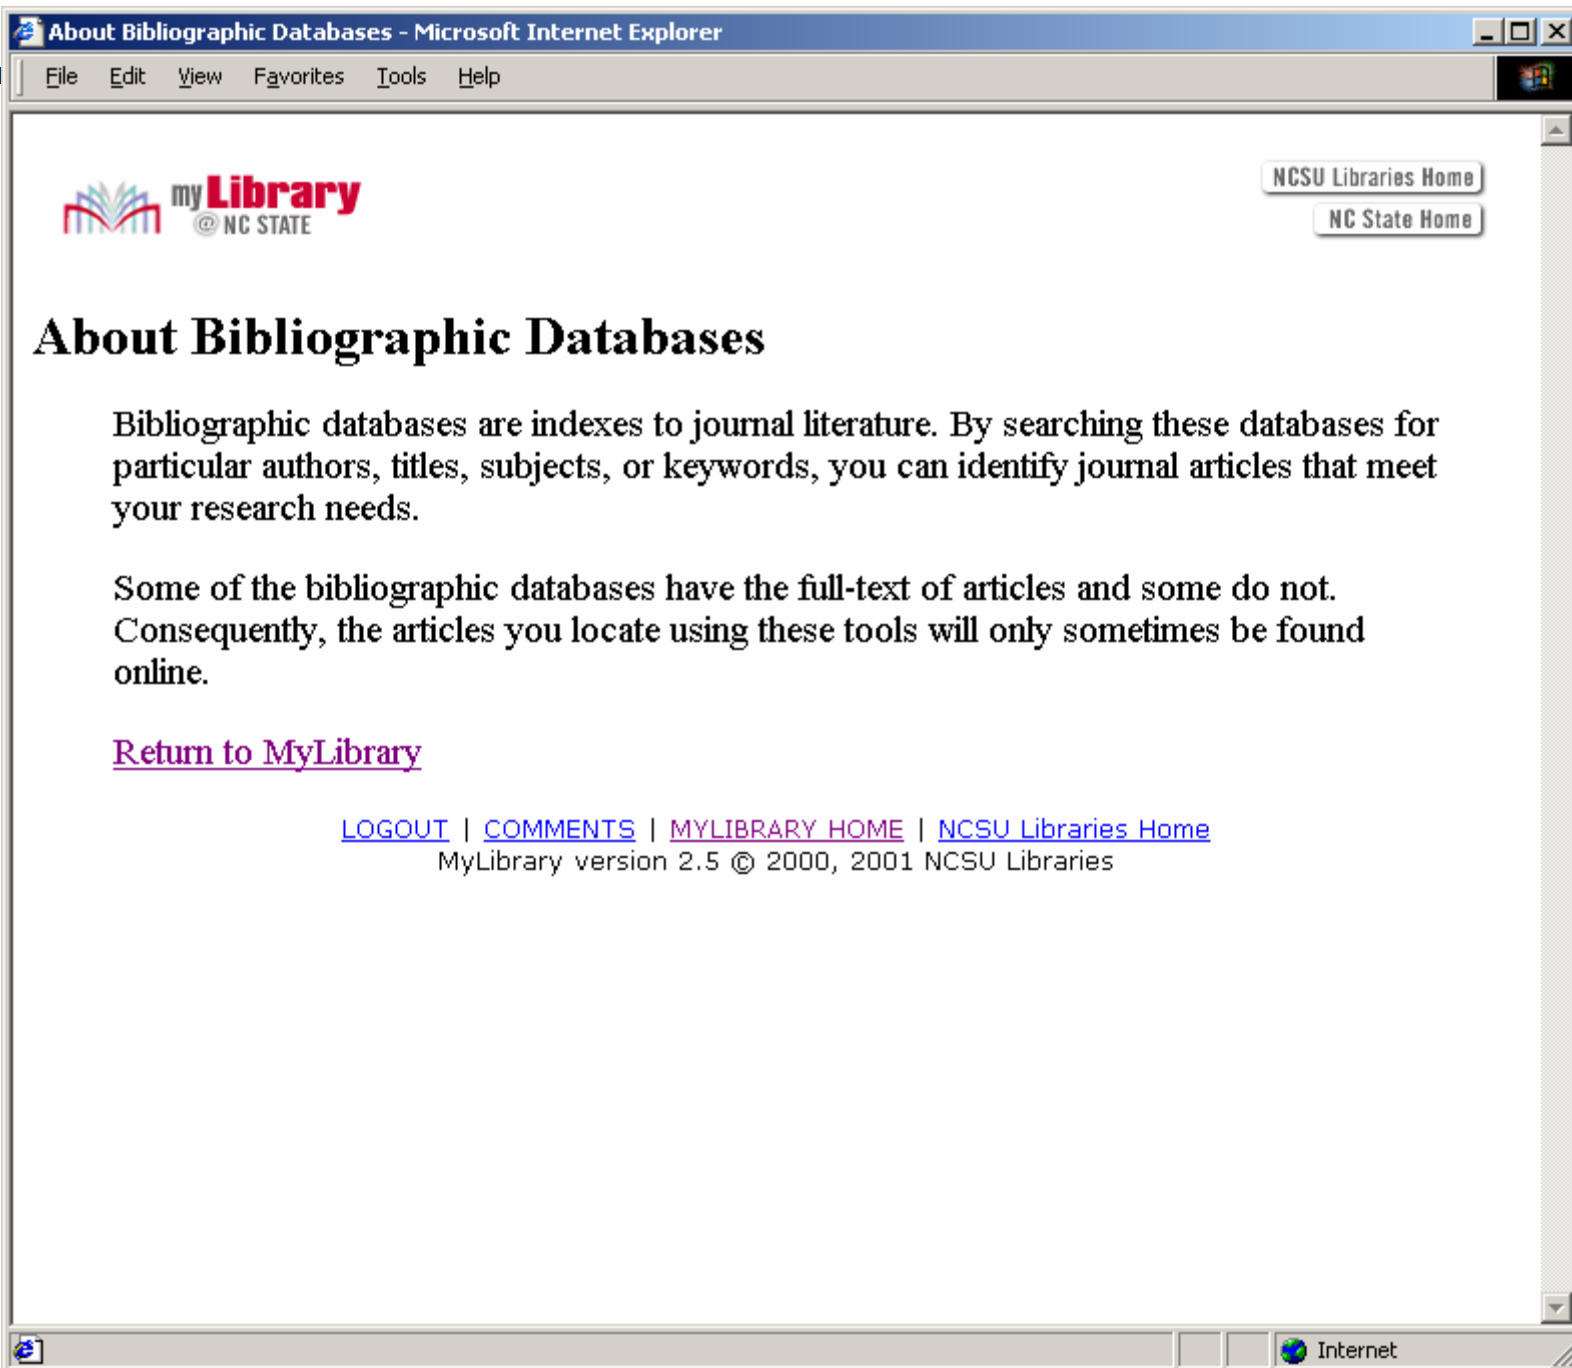 About Bibliographic Databases - Microsoft Internet Explorer
File Edit View Favorites Tools Help
my Library
@ NC STATE
NCSU Libraries Home
NC State Home
About Bibliographic Databases
Bibliographic databases are indexes to journal literature. By searching these databases for
particular authors, titles, subjects, or keywords, you can identify journal articles that meet
your research needs.
Some of the bibliographic databases have the full-text of articles and some do not.
Consequently, the articles you locate using these tools will only sometimes be found
online.
Return to MyLibrary
LOGOUT | COMMENTS | MYLIBRARY HOME | NCSU Libraries Home
MyLibrary version 2.5 © 2000, 2001 NCSU Libraries
Internet